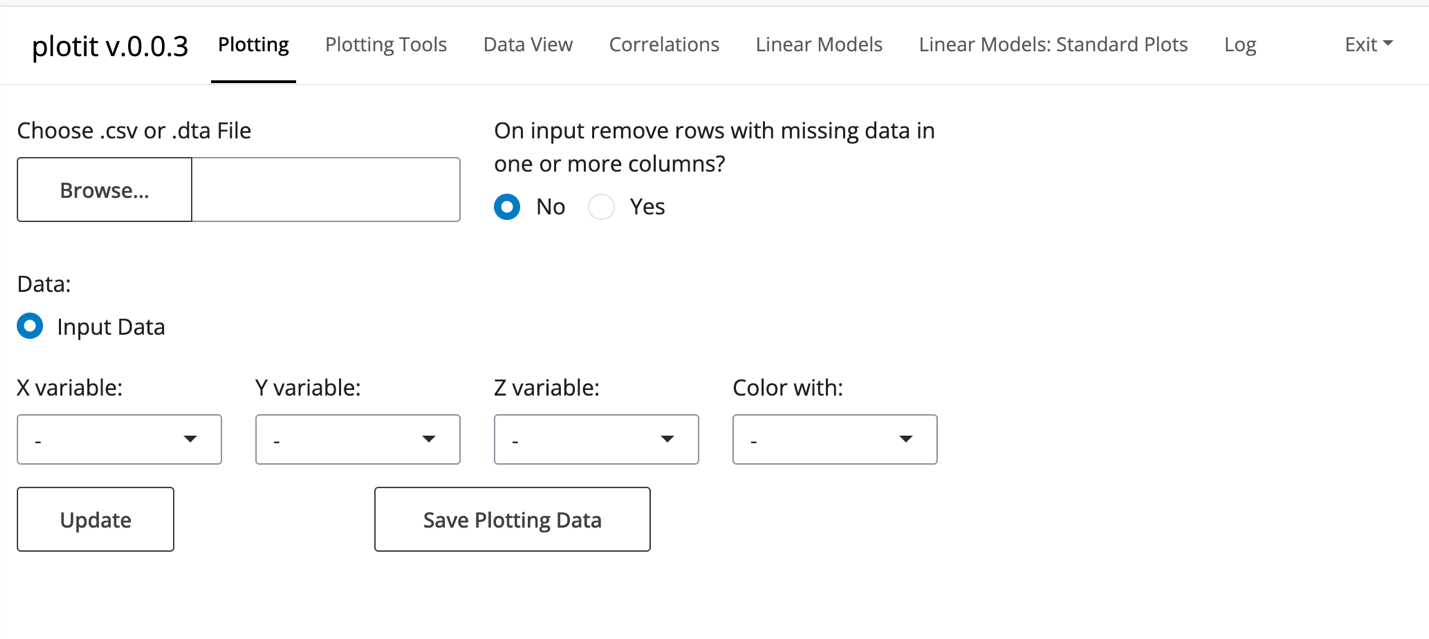 plotit v.0.0.3 Plotting Plotting Tools Data View Correlations Linear Models Linear Models: Standard Plots Log Exit
Choose .csv or .dta File
Browse...
On input remove rows with missing data in
one or more columns?
No Yes
Data:
Input Data
X variable: Y variable: Z variable: Color with:
- - - -
Update Save Plotting Data